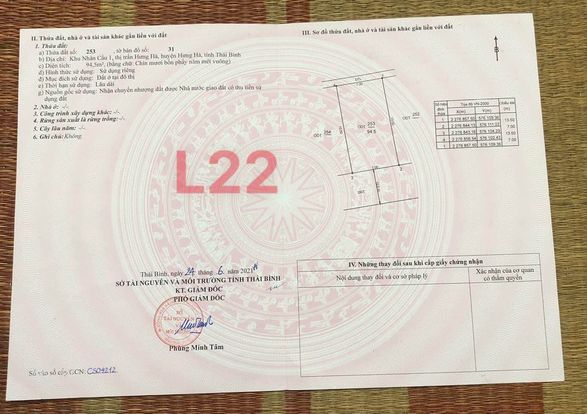 II. Thửa đất, nhà ở và tài sản khác gắn liền với đất
1. Thửa đất:
a) Thửa đất số: 253, tờ bản đồ số: 31
b) Địa chỉ: Khu Nhân Cầu 1, thị trấn Hưng Hà, huyện Hưng Hà, tỉnh Thái Bình
c) Diện tích: 94,5m², (bằng chữ: Chín mươi bốn phẩy năm mét vuông)
d) Hình thức sử dụng: Sử dụng riêng
đ) Mục đích sử dụng: Đất ở tại đô thị
e) Thời hạn sử dụng: Lâu dài
g) Nguồn gốc sử dụng: Nhận chuyển nhượng đất được Nhà nước giao đất có thu tiền sử dụng đất
2. Nhà ở: -/-
3. Công trình xây dựng khác: -/-
4. Rừng sản xuất là rừng trồng: -/-
5. Cây lâu năm: -/-
6. Ghi chú: Không
L22
Thái Bình, ngày 24 tháng 6 năm 2021
SỞ TÀI NGUYÊN VÀ MÔI TRƯỜNG TỈNH THÁI BÌNH
KT. GIÁM ĐỐC
PHÓ GIÁM ĐỐC
Phùng Minh Tâm
Số vào sổ cấp GCN: CS04212
III. Sơ đồ thửa đất, nhà ở và tài sản khác gắn liền với đất
B
253
94.5
254
252
Tọa độ VN-2000
X(m) Y(m)
IV. Những thay đổi sau khi cấp giấy chứng nhận
Nội dung thay đổi và cơ sở pháp lý
Xác nhận của cơ quan
có thẩm quyền